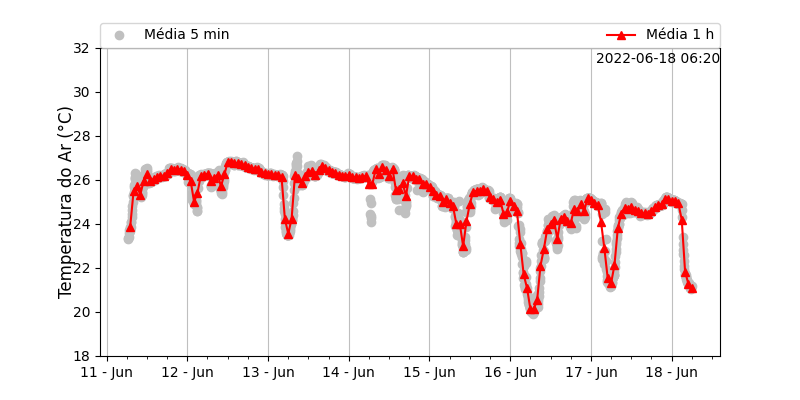 Média 5 min
Média 1 h
2022-06-18 06:20
Temperatura do Ar (°C)
32
30
28
26
24
22
20
18
11 - Jun
12 - Jun
13 - Jun
14 - Jun
15 - Jun
16 - Jun
17 - Jun
18 - Jun